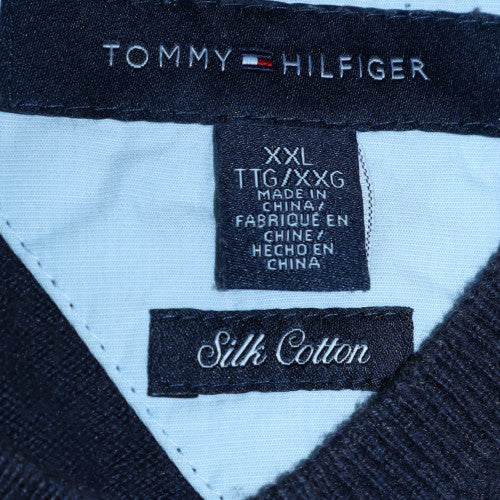 TOMMY HILFIGER
XXL
TTG/XXG
MADE IN
CHINA/
FABRIQUÉ EN
CHINE/
HECHO EN
CHINA
Silk Cotton